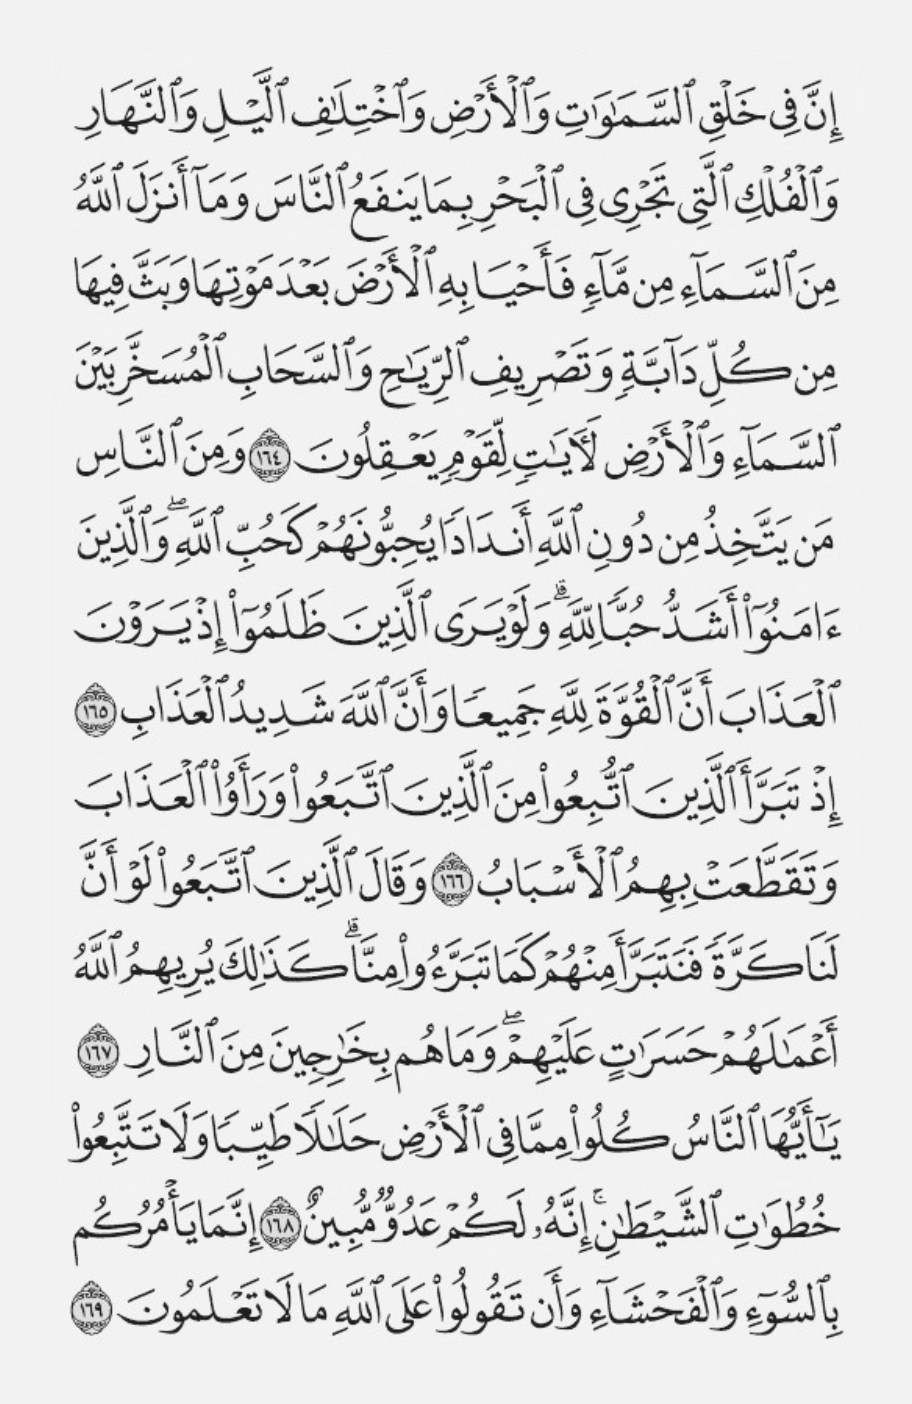 إِنَّ فِى خَلْقِ ٱلسَّمَٰوَٰتِ وَٱلْأَرْضِ وَٱخْتِلَٰفِ ٱلَّيْلِ وَٱلنَّهَارِ
وَٱلْفُلْكِ ٱلَّتِى تَجْرِى فِى ٱلْبَحْرِ بِمَا يَنفَعُ ٱلنَّاسَ وَمَآ أَنزَلَ ٱللَّهُ
مِنَ ٱلسَّمَآءِ مِن مَّآءٍ فَأَحْيَا بِهِ ٱلْأَرْضَ بَعْدَ مَوْتِهَا وَبَثَّ فِيهَا
مِن كُلِّ دَآبَّةٍ وَتَصْرِيفِ ٱلرِّيَٰحِ وَٱلسَّحَابِ ٱلْمُسَخَّرِ بَيْنَ
ٱلسَّمَآءِ وَٱلْأَرْضِ لَءَايَٰتٍ لِّقَوْمٍ يَعْقِلُونَ ١٦٤ وَمِنَ ٱلنَّاسِ
مَن يَتَّخِذُ مِن دُونِ ٱللَّهِ أَندَادًا يُحِبُّونَهُمْ كَحُبِّ ٱللَّهِ ۖ وَٱلَّذِينَ
ءَامَنُوٓا۟ أَشَدُّ حُبًّا لِّلَّهِ ۗ وَلَوْ يَرَى ٱلَّذِينَ ظَلَمُوٓا۟ إِذْ يَرَوْنَ
ٱلْعَذَابَ أَنَّ ٱلْقُوَّةَ لِلَّهِ جَمِيعًا وَأَنَّ ٱللَّهَ شَدِيدُ ٱلْعَذَابِ ١٦٥
إِذْ تَبَرَّأَ ٱلَّذِينَ ٱتُّبِعُوا۟ مِنَ ٱلَّذِينَ ٱتَّبَعُوا۟ وَرَأَوُا۟ ٱلْعَذَابَ
وَتَقَطَّعَتْ بِهِمُ ٱلْأَسْبَابُ ١٦٦ وَقَالَ ٱلَّذِينَ ٱتَّبَعُوا۟ لَوْ أَنَّ
لَنَا كَرَّةً فَنَتَبَرَّأَ مِنْهُمْ كَمَا تَبَرَّءُوا۟ مِنَّا ۗ كَذَٰلِكَ يُرِيهِمُ ٱللَّهُ
أَعْمَٰلَهُمْ حَسَرَٰتٍ عَلَيْهِمْ ۖ وَمَا هُم بِخَٰرِجِينَ مِنَ ٱلنَّارِ ١٦٧
يَٰٓأَيُّهَا ٱلنَّاسُ كُلُوا۟ مِمَّا فِى ٱلْأَرْضِ حَلَٰلًا طَيِّبًا وَلَا تَتَّبِعُوا۟
خُطُوَٰتِ ٱلشَّيْطَٰنِ ۚ إِنَّهُۥ لَكُمْ عَدُوٌّ مُّبِينٌ ١٦٨ إِنَّمَا يَأْمُرُكُم
بِٱلسُّوٓءِ وَٱلْفَحْشَآءِ وَأَن تَقُولُوا۟ عَلَى ٱللَّهِ مَا لَا تَعْلَمُونَ ١٦٩